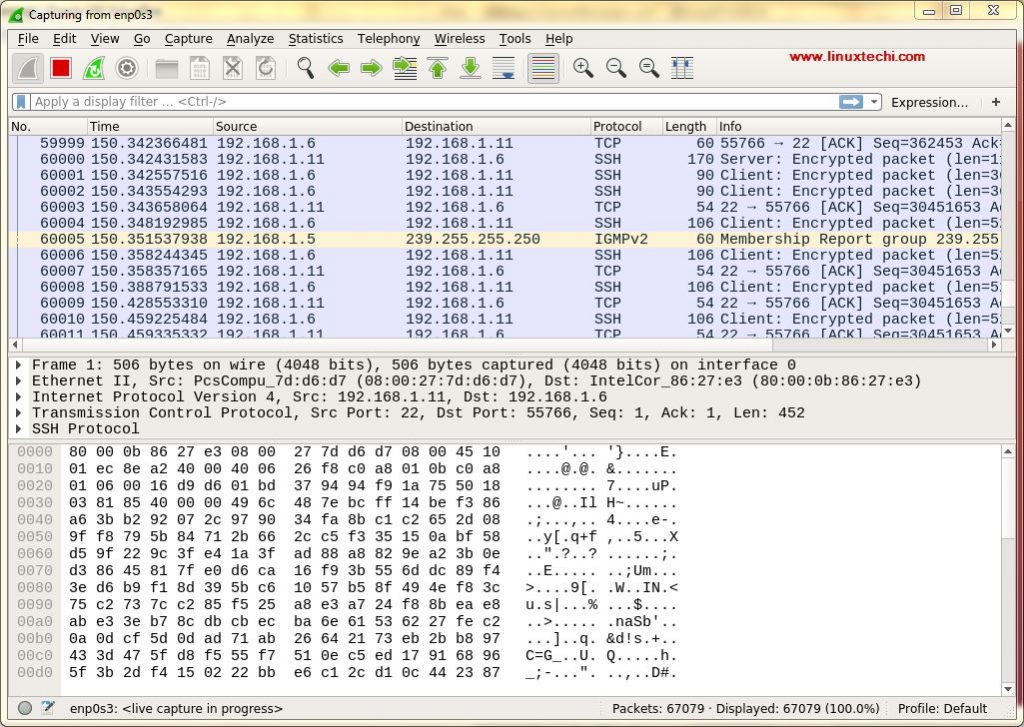 Capturing from enp0s3
File Edit View Go Capture Analyze Statistics Telephony Wireless Tools Help
www.linuxtechi.com
Apply a display filter ... <Ctrl-/> Expression... +
No. Time Source Destination Protocol Length Info
59999 150.342366481 192.168.1.6 192.168.1.11 TCP 60 55766 → 22 [ACK] Seq=362453 Ack=
60000 150.342431583 192.168.1.11 192.168.1.6 SSH 170 Server: Encrypted packet (len=1
60001 150.342557516 192.168.1.6 192.168.1.11 SSH 90 Client: Encrypted packet (len=3
60002 150.343554293 192.168.1.6 192.168.1.11 SSH 90 Client: Encrypted packet (len=3
60003 150.343658064 192.168.1.11 192.168.1.6 TCP 54 22 → 55766 [ACK] Seq=30451653 A
60004 150.348192985 192.168.1.6 192.168.1.11 SSH 106 Client: Encrypted packet (len=5
60005 150.351537938 192.168.1.5 239.255.255.250 IGMPv2 60 Membership Report group 239.255
60006 150.358244345 192.168.1.6 192.168.1.11 SSH 106 Client: Encrypted packet (len=5
60007 150.358357165 192.168.1.11 192.168.1.6 TCP 54 22 → 55766 [ACK] Seq=30451653 A
60008 150.388791533 192.168.1.6 192.168.1.11 SSH 106 Client: Encrypted packet (len=5
60009 150.428553310 192.168.1.11 192.168.1.6 TCP 54 22 → 55766 [ACK] Seq=30451653 A
60010 150.459225484 192.168.1.6 192.168.1.11 SSH 106 Client: Encrypted packet (len=5
60011 150.459335332 192.168.1.11 192.168.1.6 TCP 54 22 → 55766 [ACK] Seq=30451653 A
Frame 1: 506 bytes on wire (4048 bits), 506 bytes captured (4048 bits) on interface 0
Ethernet II, Src: PcsCompu_7d:d6:d7 (08:00:27:7d:d6:d7), Dst: IntelCor_86:27:e3 (80:00:0b:86:27:e3)
Internet Protocol Version 4, Src: 192.168.1.11, Dst: 192.168.1.6
Transmission Control Protocol, Src Port: 22, Dst Port: 55766, Seq: 1, Ack: 1, Len: 452
SSH Protocol
0000 80 00 0b 86 27 e3 08 00 27 7d d6 d7 08 00 45 10 ....'... '}....E.
0010 01 ec 8e a2 40 00 40 06 26 f8 c0 a8 01 0b c0 a8 ....@.@. &.......
0020 01 06 00 16 d9 d6 01 bd 37 94 94 f9 1a 75 50 18 ........ 7....uP.
0030 03 81 85 40 00 00 49 6c 48 7e bc ff 14 be f3 86 ...@..Il H~......
0040 a6 3b b2 92 07 2c 97 90 34 fa 8b c1 c2 65 2d 08 .;...,.. 4....e-.
0050 9f f8 79 5b 84 71 2b 66 2c c5 f3 35 15 0a bf 58 ..y[.q+f ,..5...X
0060 d5 9f 22 9c 3f e4 1a 3f ad 88 a8 82 9e a2 3b 0e ..".?..? ......;.
0070 d3 86 45 81 7f e0 d6 ca 16 f9 3b 55 6d dc 89 f4 ..E..... ..;Um...
0080 3e d6 b9 f1 8d 39 5b c6 10 57 b5 8f 49 4e f8 3c >....9[. .W..IN.<
0090 75 c2 73 7c c2 85 f5 25 a8 e3 a7 24 f8 8b ea e8 u.s|...% ...$....
00a0 ab e3 3e b7 8c db cb ec ba 6e 61 53 62 27 fe c2 ..>..... .naSb'..
00b0 0a 0d cf 5d 0d ad 71 ab 26 64 21 73 eb 2b b8 97 ...]..q. &d!s.+..
00c0 43 3d 47 5f d8 f5 55 f7 51 0e c5 ed 17 91 68 96 C=G_..U. Q.....h.
00d0 5f 3b 2d f4 15 02 22 bb e6 c1 2c d1 0c 44 23 87 _;-...". ..,..D#.
enp0s3: <live capture in progress> Packets: 67079 · Displayed: 67079 (100.0%) Profile: Default